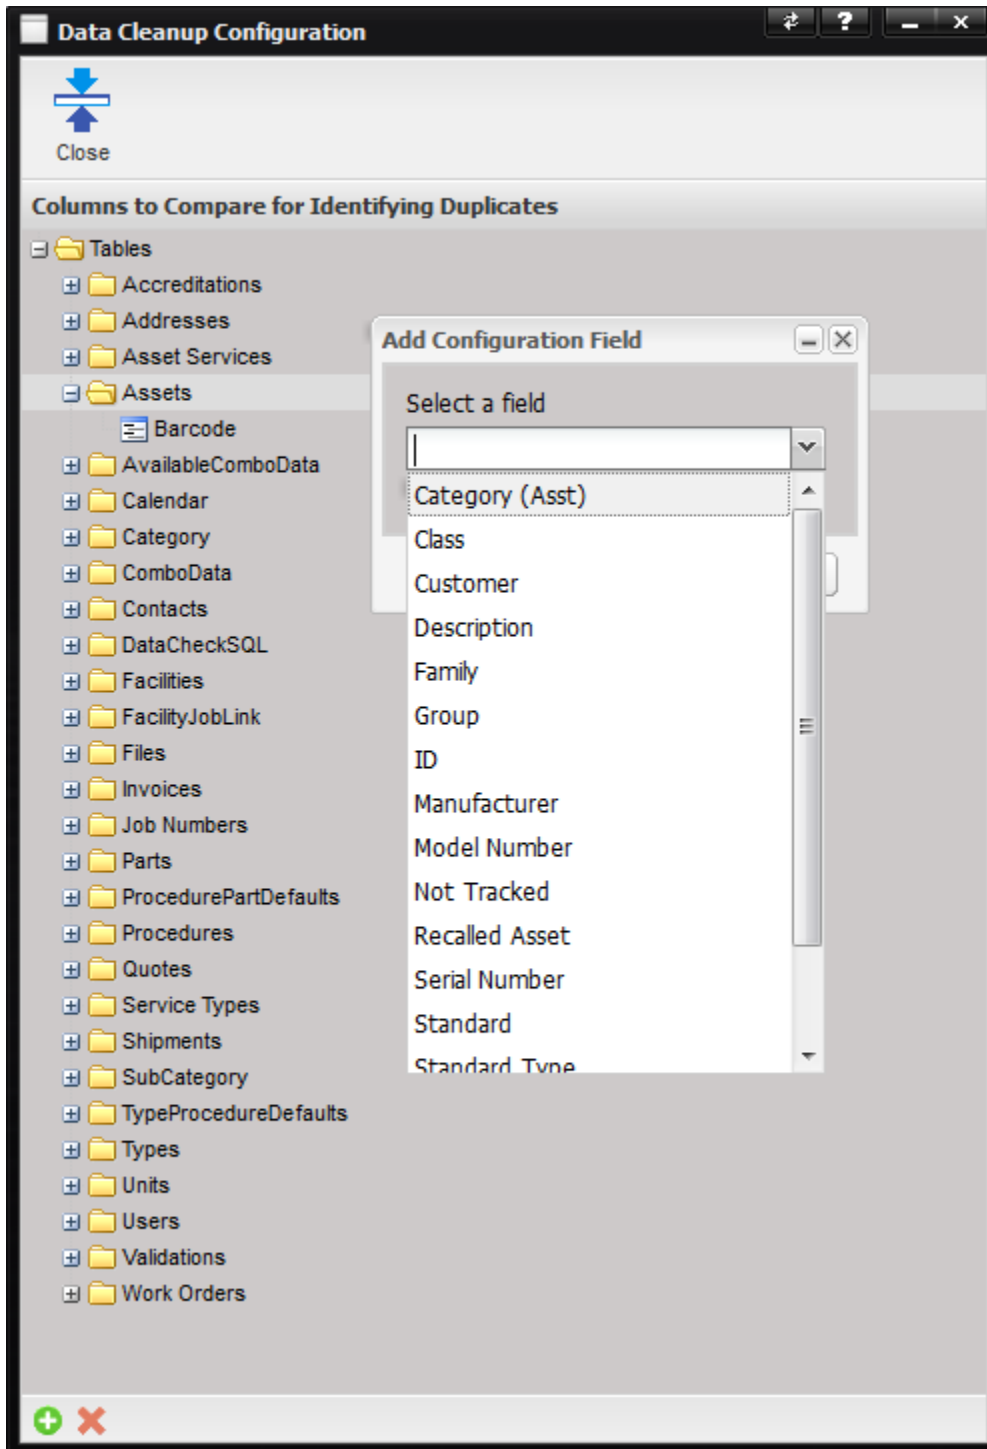 Data Cleanup Configuration
?
Close
Columns to Compare for Identifying Duplicates
Tables
Accreditations
Addresses
Asset Services
Assets
Barcode
AvailableComboData
Calendar
Category
ComboData
Contacts
DataCheckSQL
Facilities
FacilityJobLink
Files
Invoices
Job Numbers
Parts
ProcedurePartDefaults
Procedures
Quotes
Service Types
Shipments
SubCategory
TypeProcedureDefaults
Types
Units
Users
Validations
Work Orders
Add Configuration Field
Select a field
Category (Asst)
Class
Customer
Description
Family
Group
ID
Manufacturer
Model Number
Not Tracked
Recalled Asset
Serial Number
Standard
Standard Type